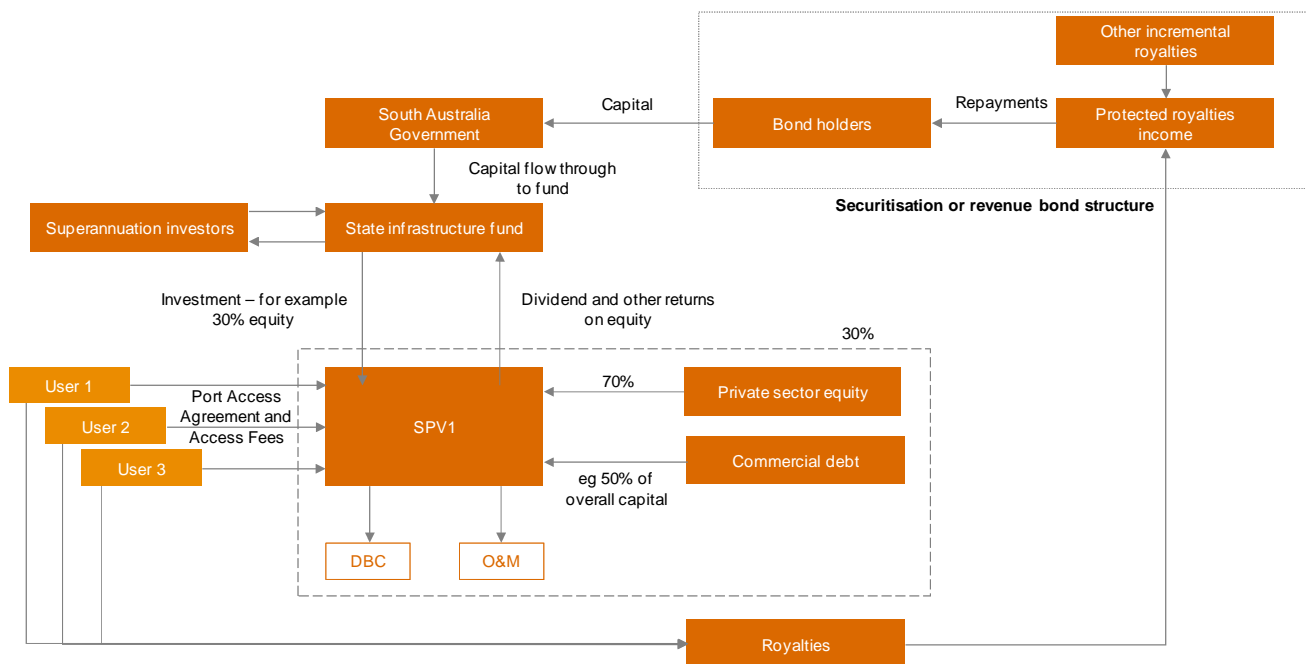 Other incremental
royalties
South Australia
Government
Capital
Bond holders
Repayments
Protected royalties
income
Capital flow through
to fund
Securitisation or revenue bond structure
Superannuation investors
State infrastructure fund
Investment – for example
30% equity
Dividend and other returns
on equity
30%
User 1
User 2
User 3
Port Access
Agreement and
Access Fees
SPV1
70%
Private sector equity
Commercial debt
eg 50% of
overall capital
DBC
O&M
Royalties